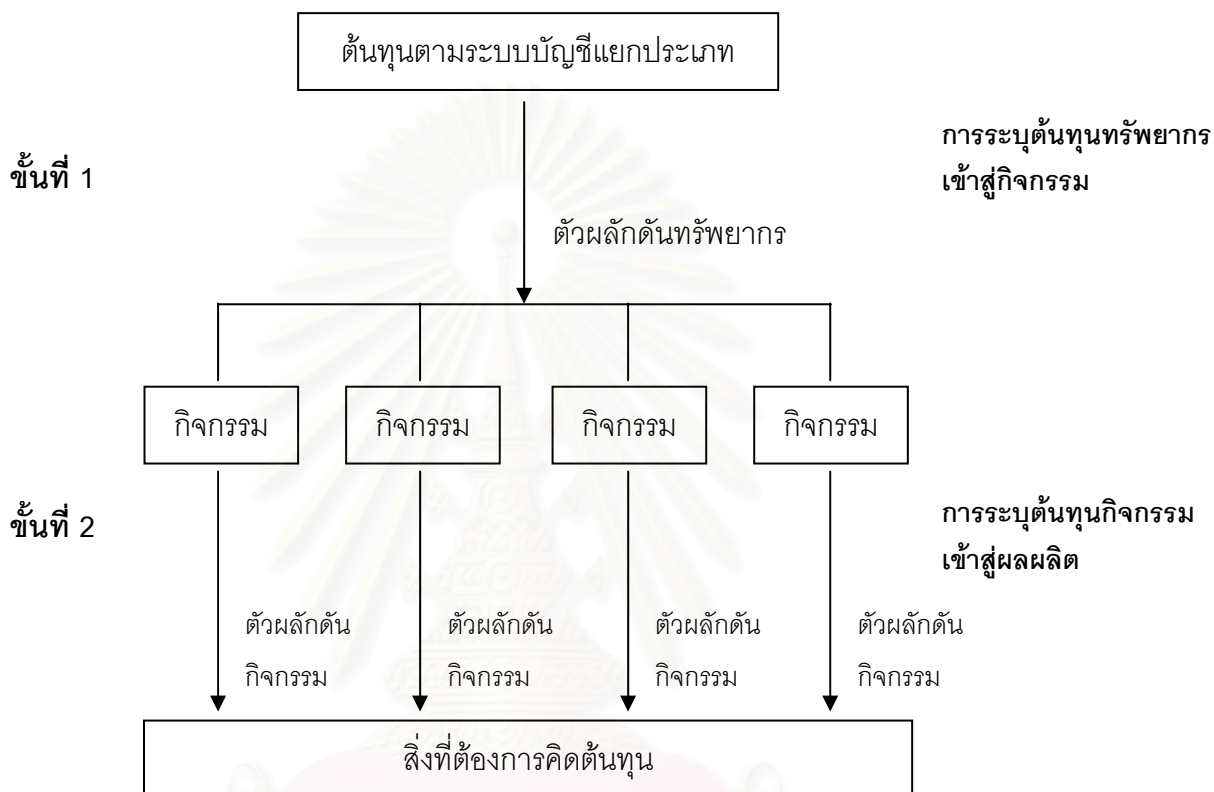 ต้นทุนตามระบบบัญชีแยกประเภท
ขั้นที่ 1
การระบุต้นทุนทรัพยากร
เข้าสู่กิจกรรม
ตัวผลักดันทรัพยากร
กิจกรรม
กิจกรรม
กิจกรรม
กิจกรรม
ขั้นที่ 2
การระบุต้นทุนกิจกรรม
เข้าสู่ผลผลิต
ตัวผลักดัน
กิจกรรม
ตัวผลักดัน
กิจกรรม
ตัวผลักดัน
กิจกรรม
ตัวผลักดัน
กิจกรรม
สิ่งที่ต้องการคิดต้นทุน